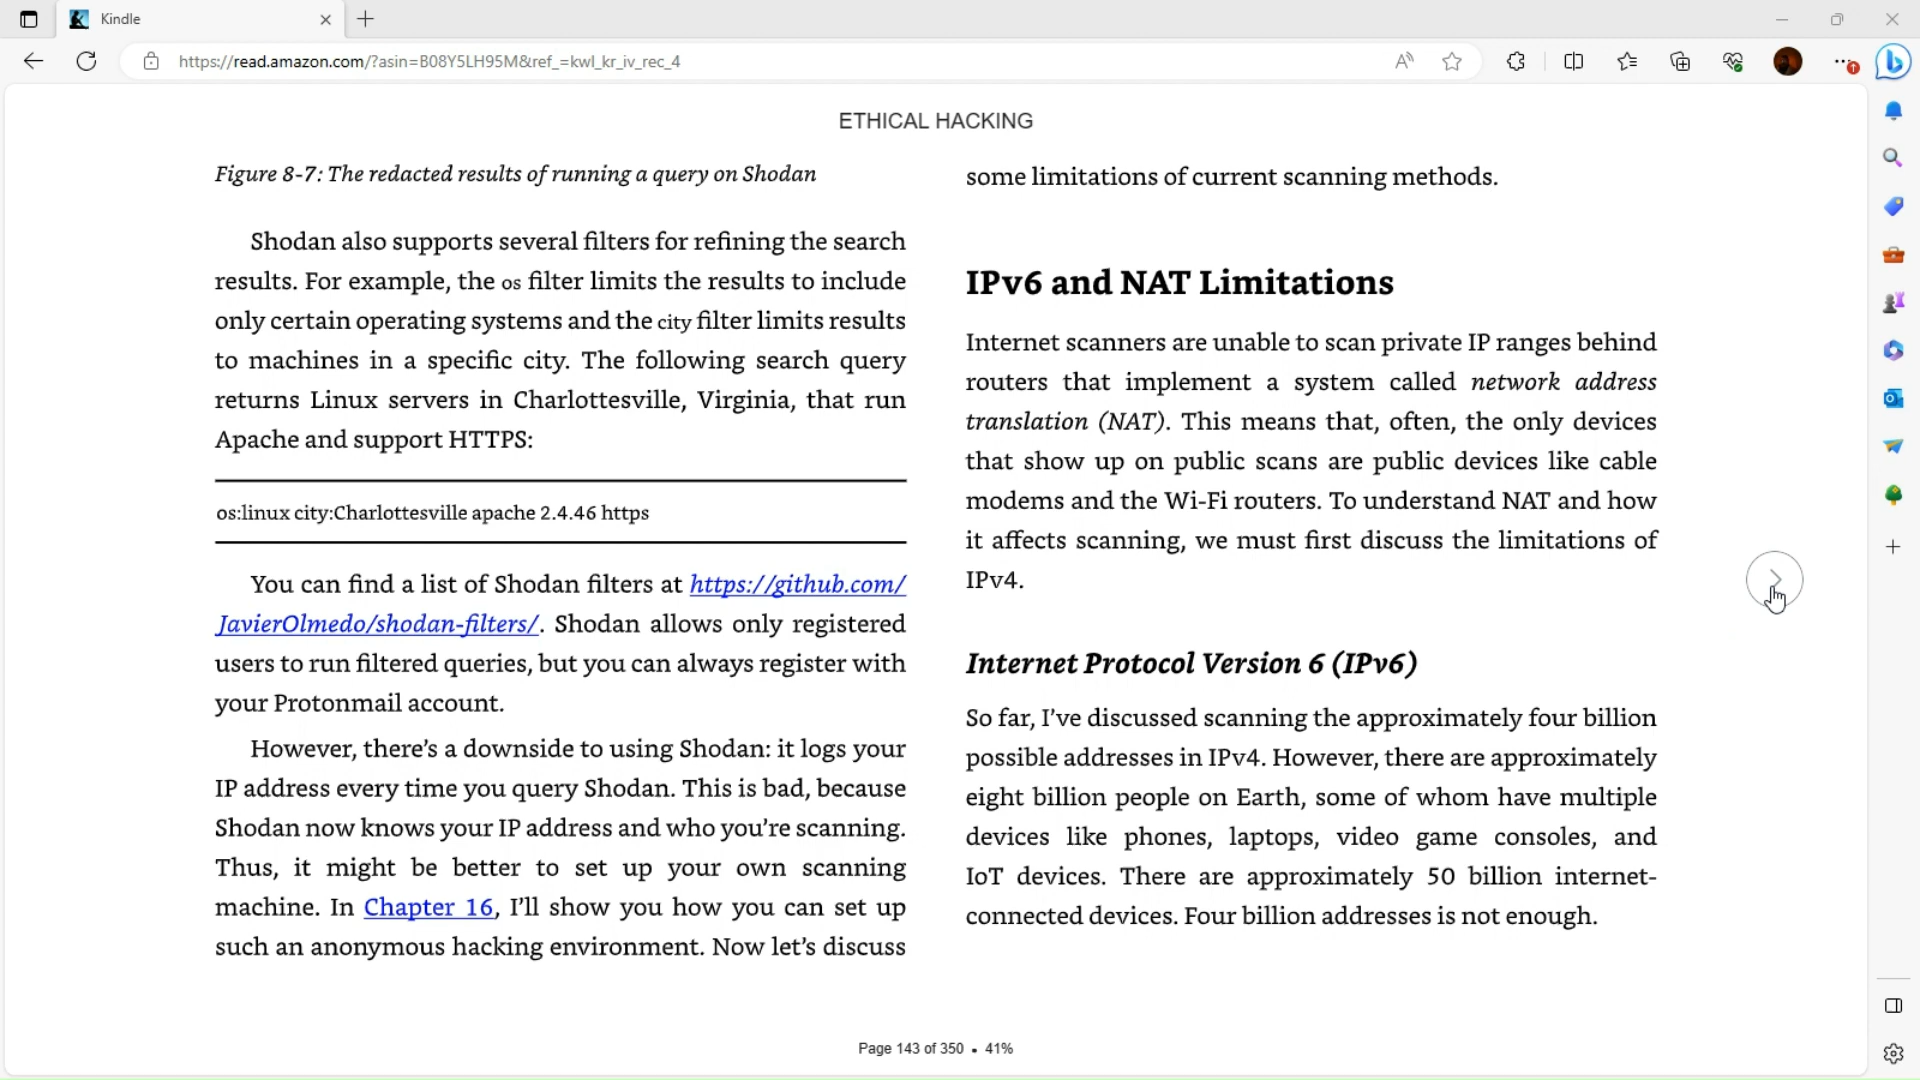 Kindle
https://read.amazon.com/?asin=B08Y5LH95M&ref_=kwl_kr_iv_rec_4
ETHICAL HACKING
Figure 8-7: The redacted results of running a query on Shodan
Shodan also supports several filters for refining the search
results. For example, the os filter limits the results to include
only certain operating systems and the city filter limits results
to machines in a specific city. The following search query
returns Linux servers in Charlottesville, Virginia, that run
Apache and support HTTPS:
os:linux city:Charlottesville apache 2.4.46 https
You can find a list of Shodan filters at https://github.com/
JavierOlmedo/shodan-filters/. Shodan allows only registered
users to run filtered queries, but you can always register with
your Protonmail account.
However, there's a downside to using Shodan: it logs your
IP address every time you query Shodan. This is bad, because
Shodan now knows your IP address and who you're scanning.
Thus, it might be better to set up your own scanning
machine. In Chapter 16, I'll show you how you can set up
such an anonymous hacking environment. Now let's discuss
some limitations of current scanning methods.
IPv6 and NAT Limitations
Internet scanners are unable to scan private IP ranges behind
routers that implement a system called network address
translation (NAT). This means that, often, the only devices
that show up on public scans are public devices like cable
modems and the Wi-Fi routers. To understand NAT and how
it affects scanning, we must first discuss the limitations of
IPv4.
Internet Protocol Version 6 (IPv6)
So far, I've discussed scanning the approximately four billion
possible addresses in IPv4. However, there are approximately
eight billion people on Earth, some of whom have multiple
devices like phones, laptops, video game consoles, and
IoT devices. There are approximately 50 billion internet-
connected devices. Four billion addresses is not enough.
Page 143 of 350 • 41%